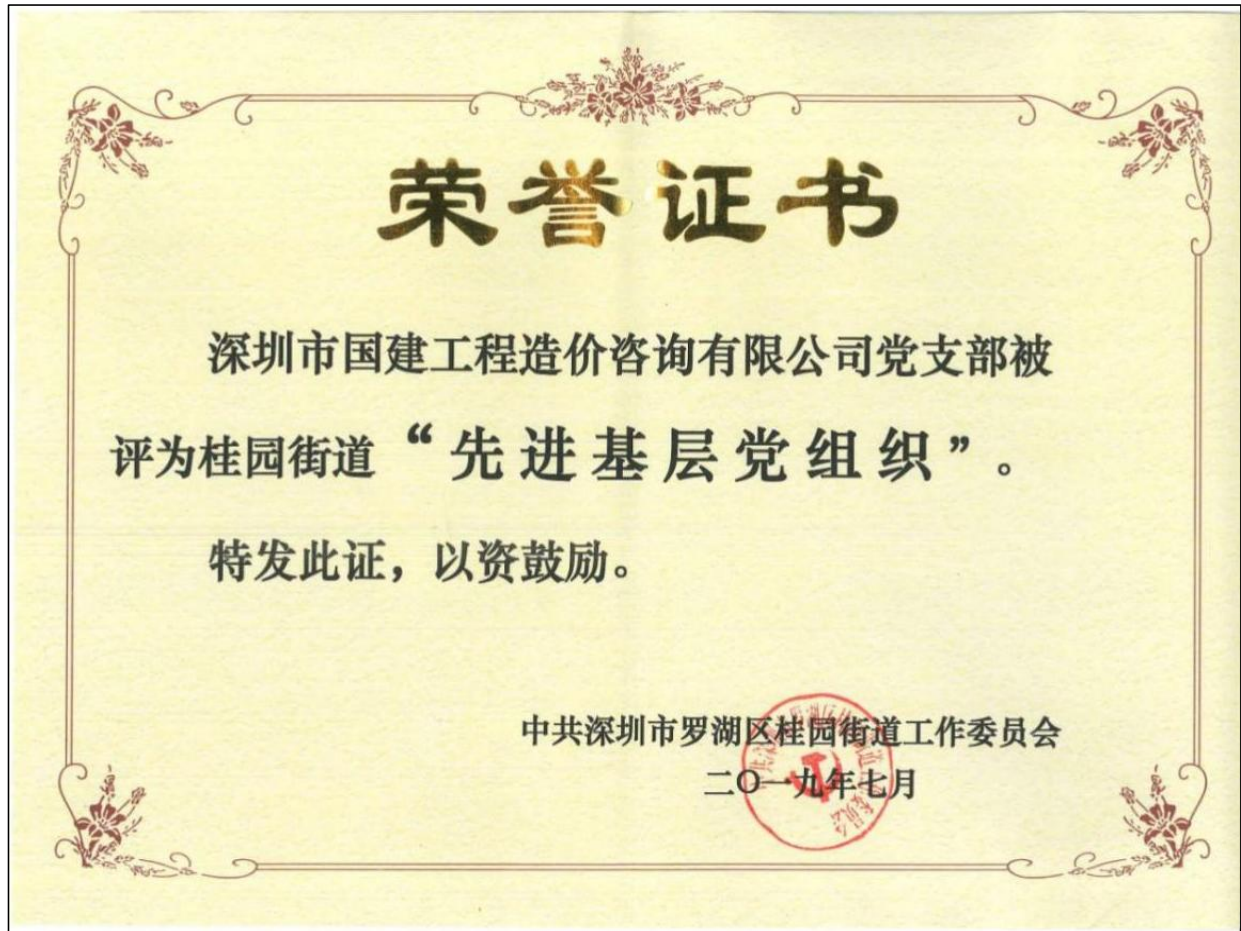 荣誉证书
深圳市国建工程造价咨询有限公司党支部被
评为桂园街道“先进基层党组织”。
特发此证，以资鼓励。
中共深圳市罗湖区桂园街道工作委员会
二〇一九年七月